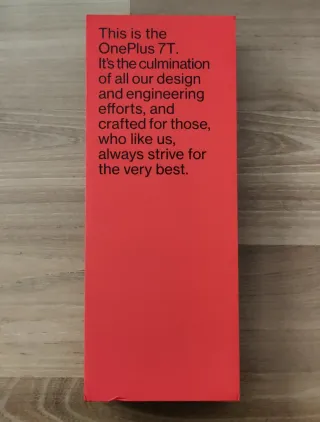 This is the
OnePlus 7T.
It's the culmination
of all our design
and engineering
efforts, and
crafted for those,
who like us,
always strive for
the very best.